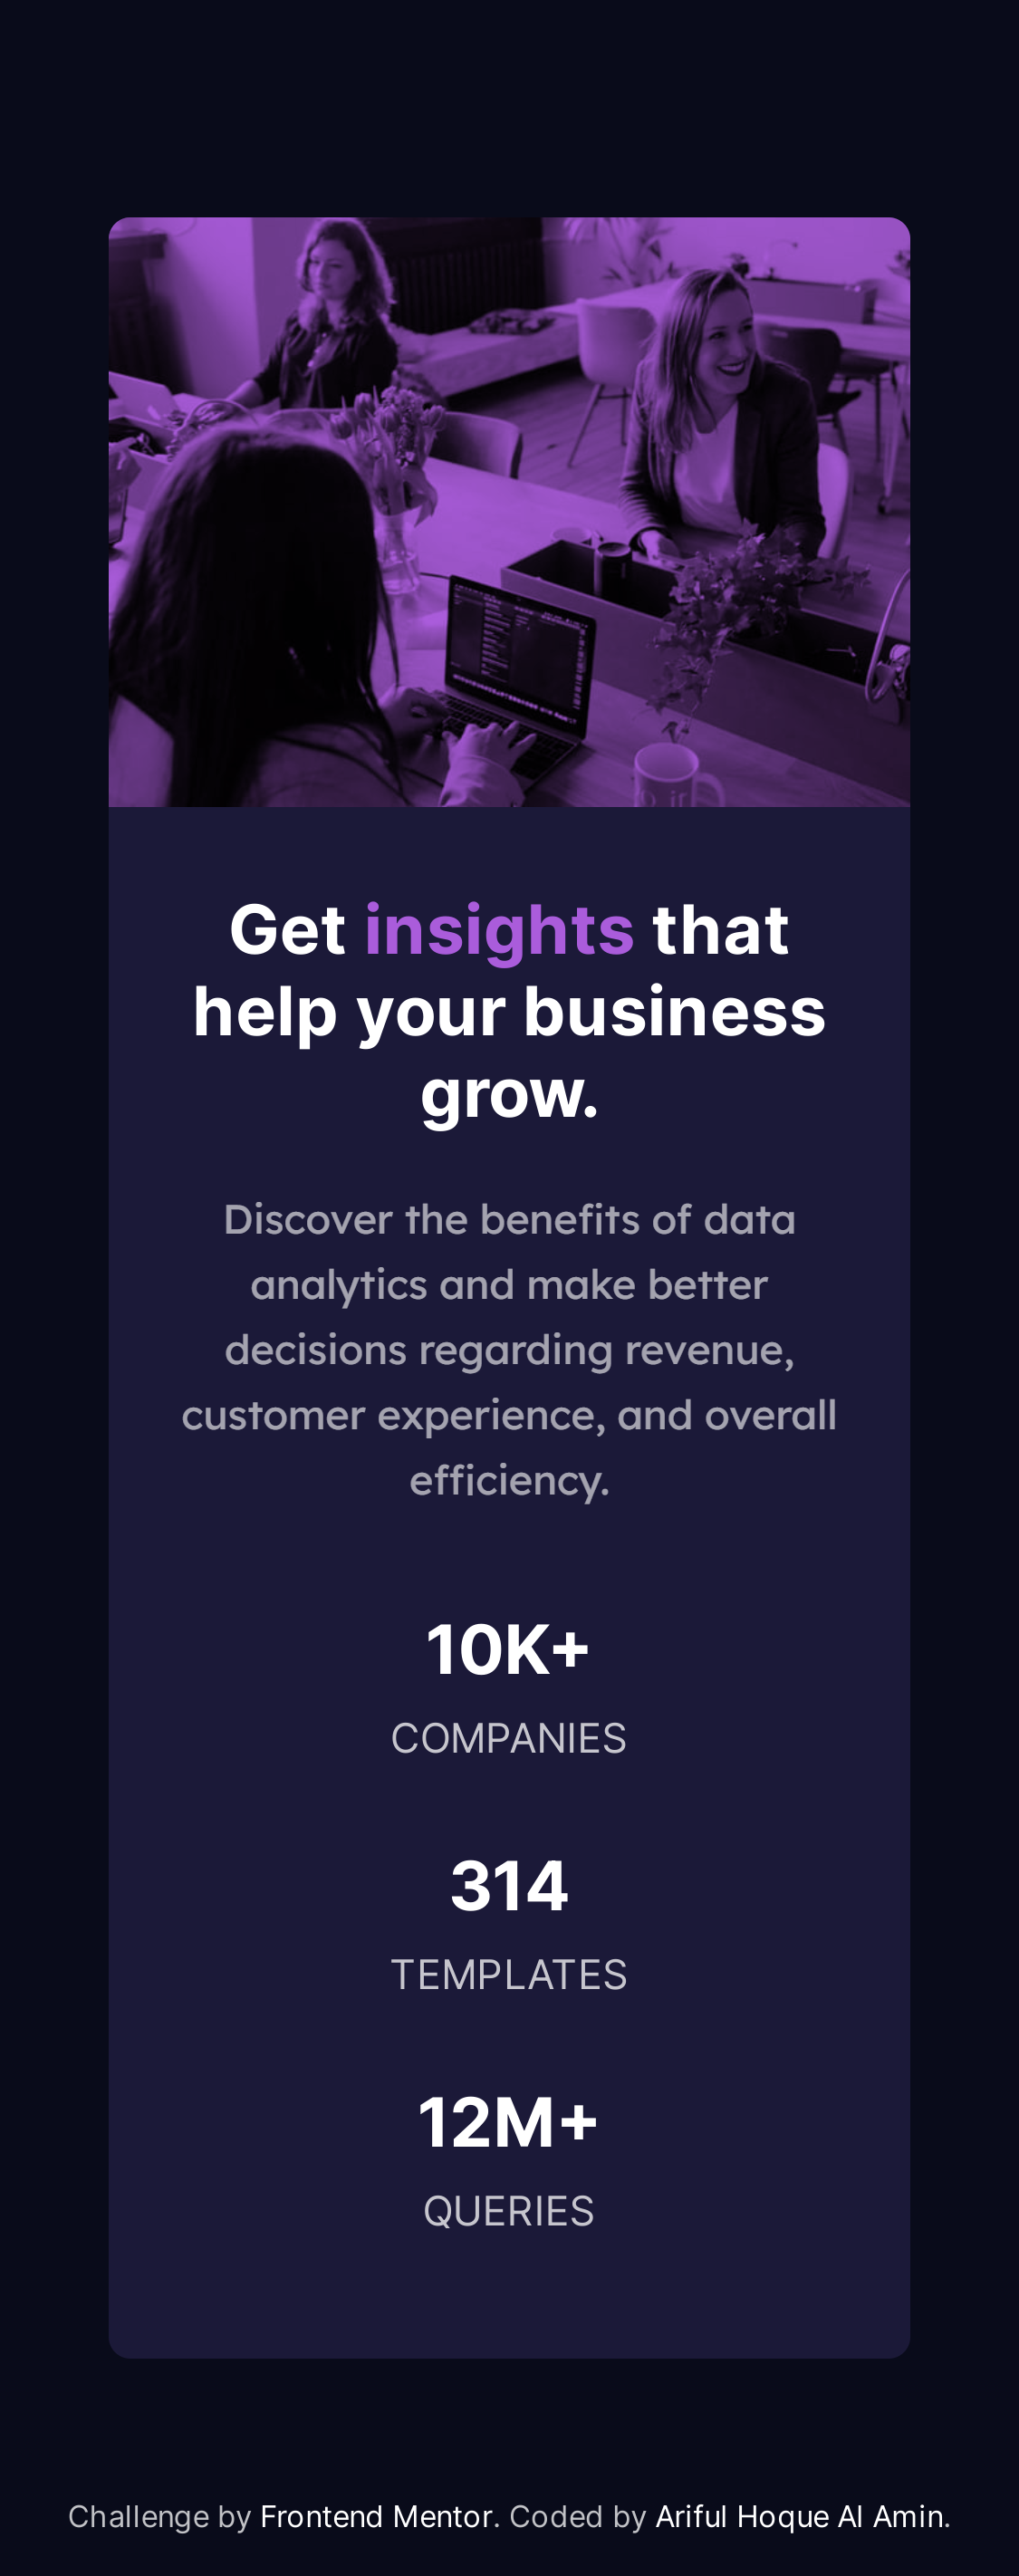 Get insights that
help your business
grow.
Discover the benefits of data
analytics and make better
decisions regarding revenue,
customer experience, and overall
efficiency.
10K+
COMPANIES
314
TEMPLATES
12M+
QUERIES
Challenge by Frontend Mentor. Coded by Ariful Hoque Al Amin.